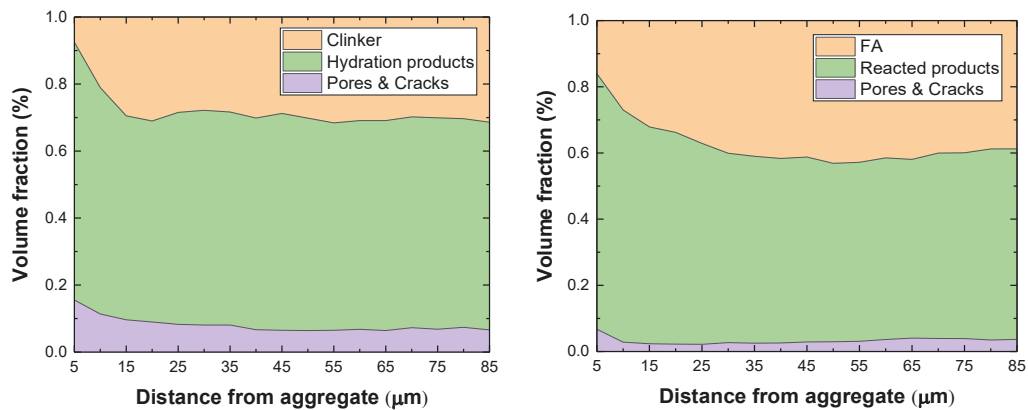 1.0
0.8
0.6
0.4
0.2
0.0
Volume fraction (%)
Clinker
Hydration products
Pores & Cracks
5 15 25 35 45 55 65 75 85
Distance from aggregate (μm)
1.0
0.8
0.6
0.4
0.2
0.0
Volume fraction (%)
FA
Reacted products
Pores & Cracks
5 15 25 35 45 55 65 75 85
Distance from aggregate (μm)